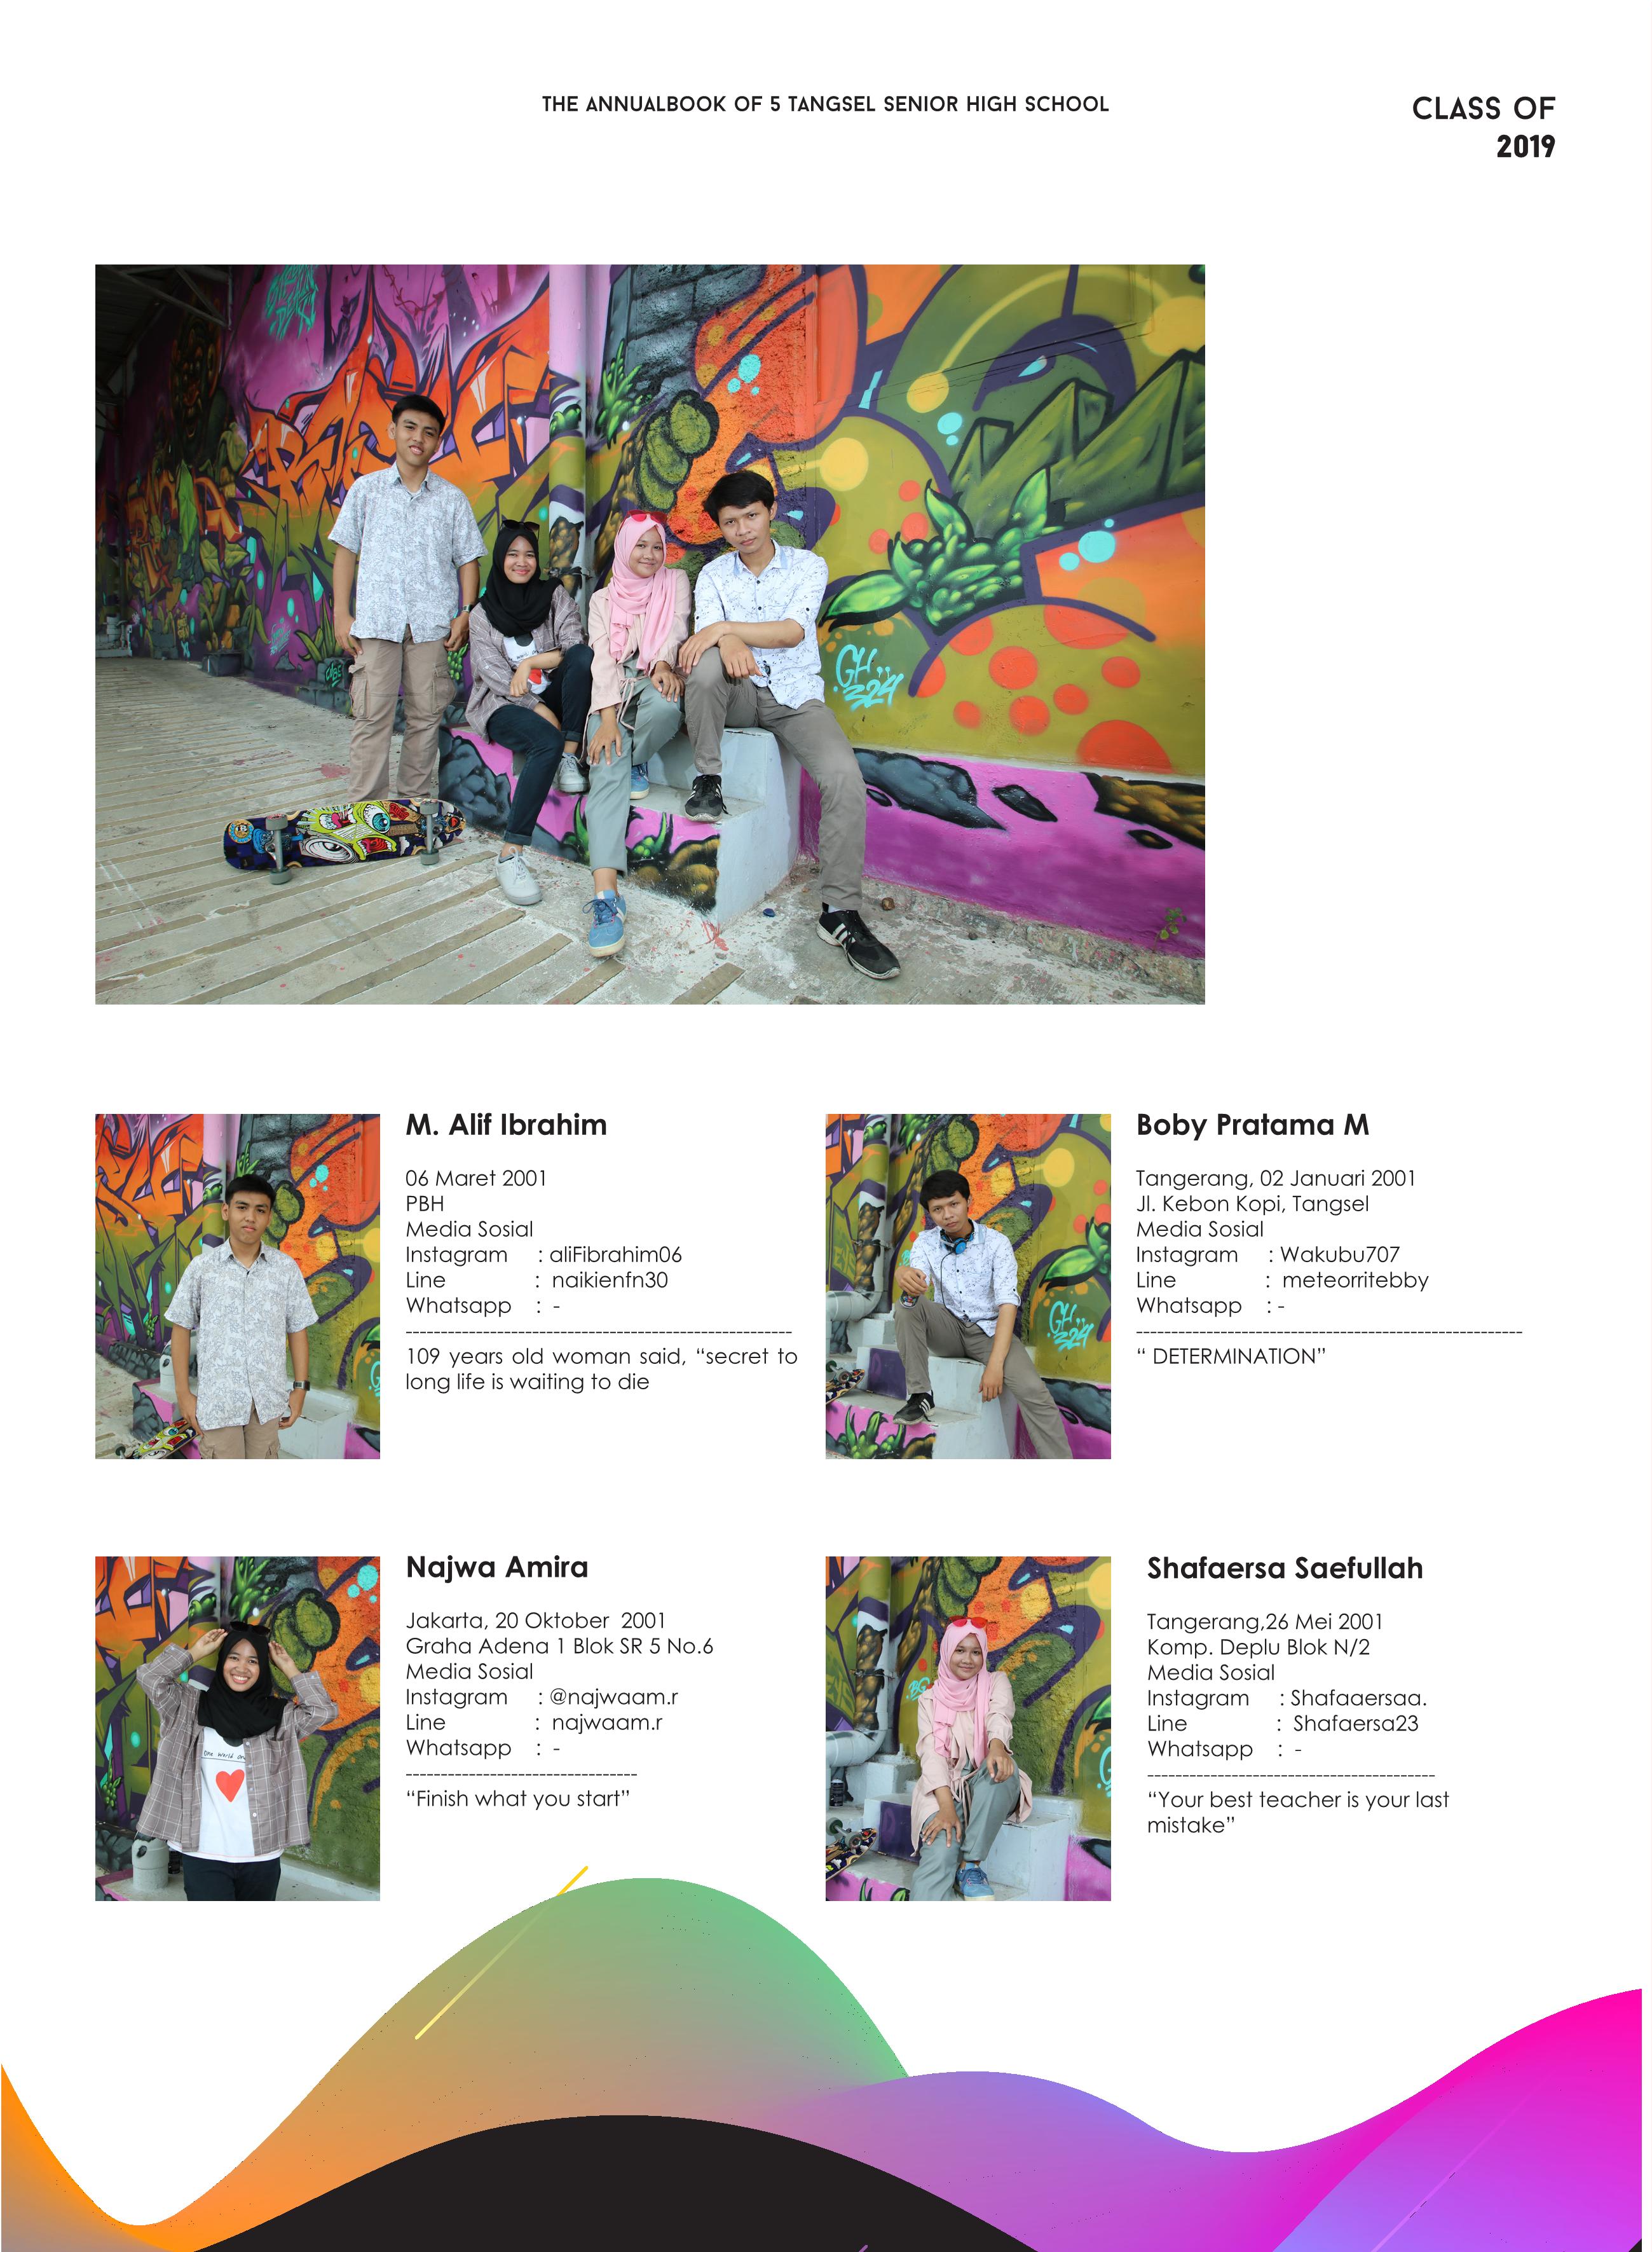 THE ANNUALBOOK OF 5 TANGSEL SENIOR HIGH SCHOOL
CLASS OF
2019
GH
324
M. Alif Ibrahim
06 Maret 2001
PBH
Media Sosial
Instagram : aliFibrahim06
Line : naikienfn30
Whatsapp : -
109 years old woman said, “secret to
long life is waiting to die
Boby Pratama M
Tangerang, 02 Januari 2001
Jl. Kebon Kopi, Tangsel
Media Sosial
Instagram : Wakubu707
Line : meteorritebby
Whatsapp : -
“ DETERMINATION”
GH
324
Najwa Amira
Jakarta, 20 Oktober 2001
Graha Adena 1 Blok SR 5 No.6
Media Sosial
Instagram : @najwaam.r
Line : najwaam.r
Whatsapp : -
“Finish what you start”
Shafaersa Saefullah
Tangerang,26 Mei 2001
Komp. Deplu Blok N/2
Media Sosial
Instagram : Shafaaersaa.
Line : Shafaersa23
Whatsapp : -
“Your best teacher is your last
mistake”